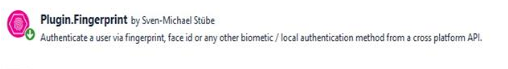 Plugin.Fingerprint by Sven-Michael Stübe
Authenticate a user via fingerprint, face id or any other biometic / local authentication method from a cross platform API.